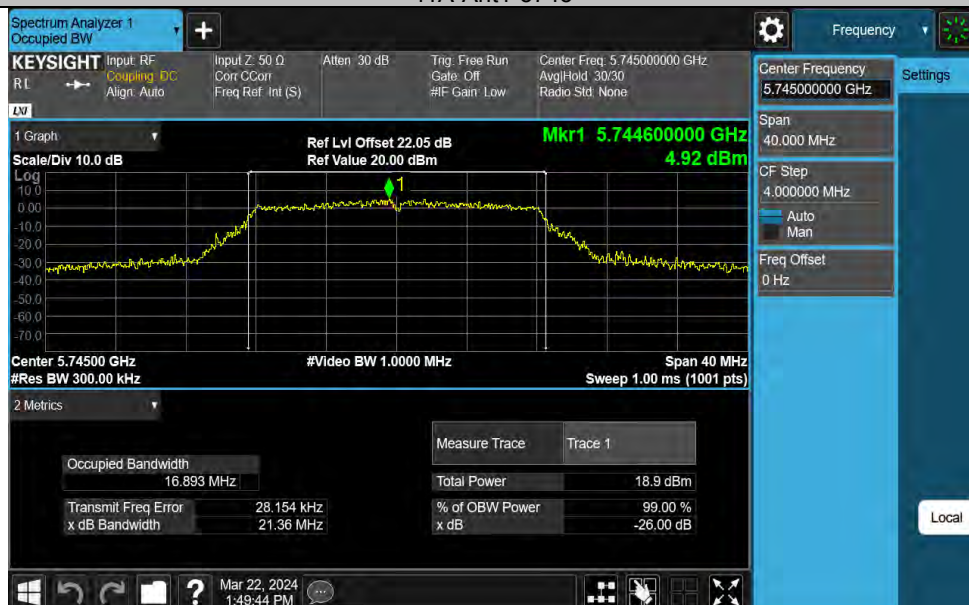 Spectrum Analyzer 1
Occupied BW
Frequency
KEYSIGHT Input: RF Input Z: 50 Ω Atten: 30 dB Trig: Free Run Center Freq: 5.745000000 GHz
Coupling: DC Corr CCorr Gate: Off Avg|Hold: 30/30
Align: Auto Freq Ref: Int (S) #IF Gain: Low Radio Std: None
LXI
Center Frequency
5.745000000 GHz
Settings
Span
40.000 MHz
CF Step
4.000000 MHz
Auto
Man
Freq Offset
0 Hz
1 Graph
Ref Lvl Offset 22.05 dB Mkr1 5.744600000 GHz
Scale/Div 10.0 dB Ref Value 20.00 dBm 4.92 dBm
Log
10.0
0.00
-10.0
-20.0
-30.0
-40.0
-50.0
-60.0
-70.0
1
Center 5.74500 GHz #Video BW 1.0000 MHz Span 40 MHz
#Res BW 300.00 kHz Sweep 1.00 ms (1001 pts)
2 Metrics
Measure Trace Trace 1
Occupied Bandwidth
16.893 MHz Total Power 18.9 dBm
Transmit Freq Error 28.154 kHz % of OBW Power 99.00 %
x dB Bandwidth 21.36 MHz x dB -26.00 dB
Local
? Mar 22, 2024
1:49:44 PM